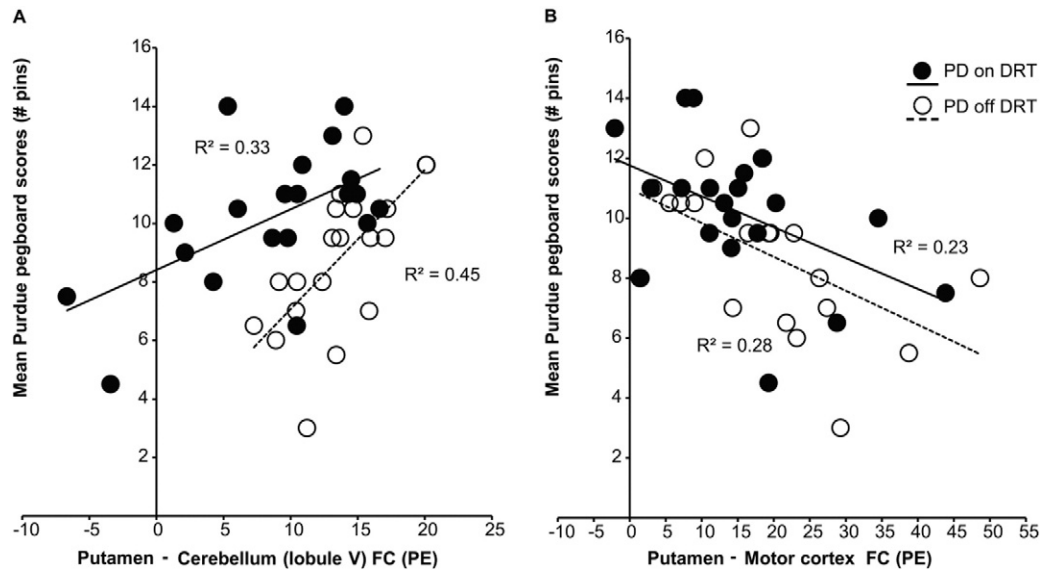 A
Mean Purdue pegboard scores (# pins)
16
14
12
10
8
6
4
2
-10 -5 0 5 10 15 20 25
R² = 0.33
R² = 0.45
Putamen - Cerebellum (lobule V) FC (PE)
B
Mean Purdue pegboard scores (# pins)
16
14
12
10
8
6
4
2
-10 -5 0 5 10 15 20 25 30 35 40 45 50 55
PD on DRT
PD off DRT
R² = 0.23
R² = 0.28
Putamen - Motor cortex FC (PE)